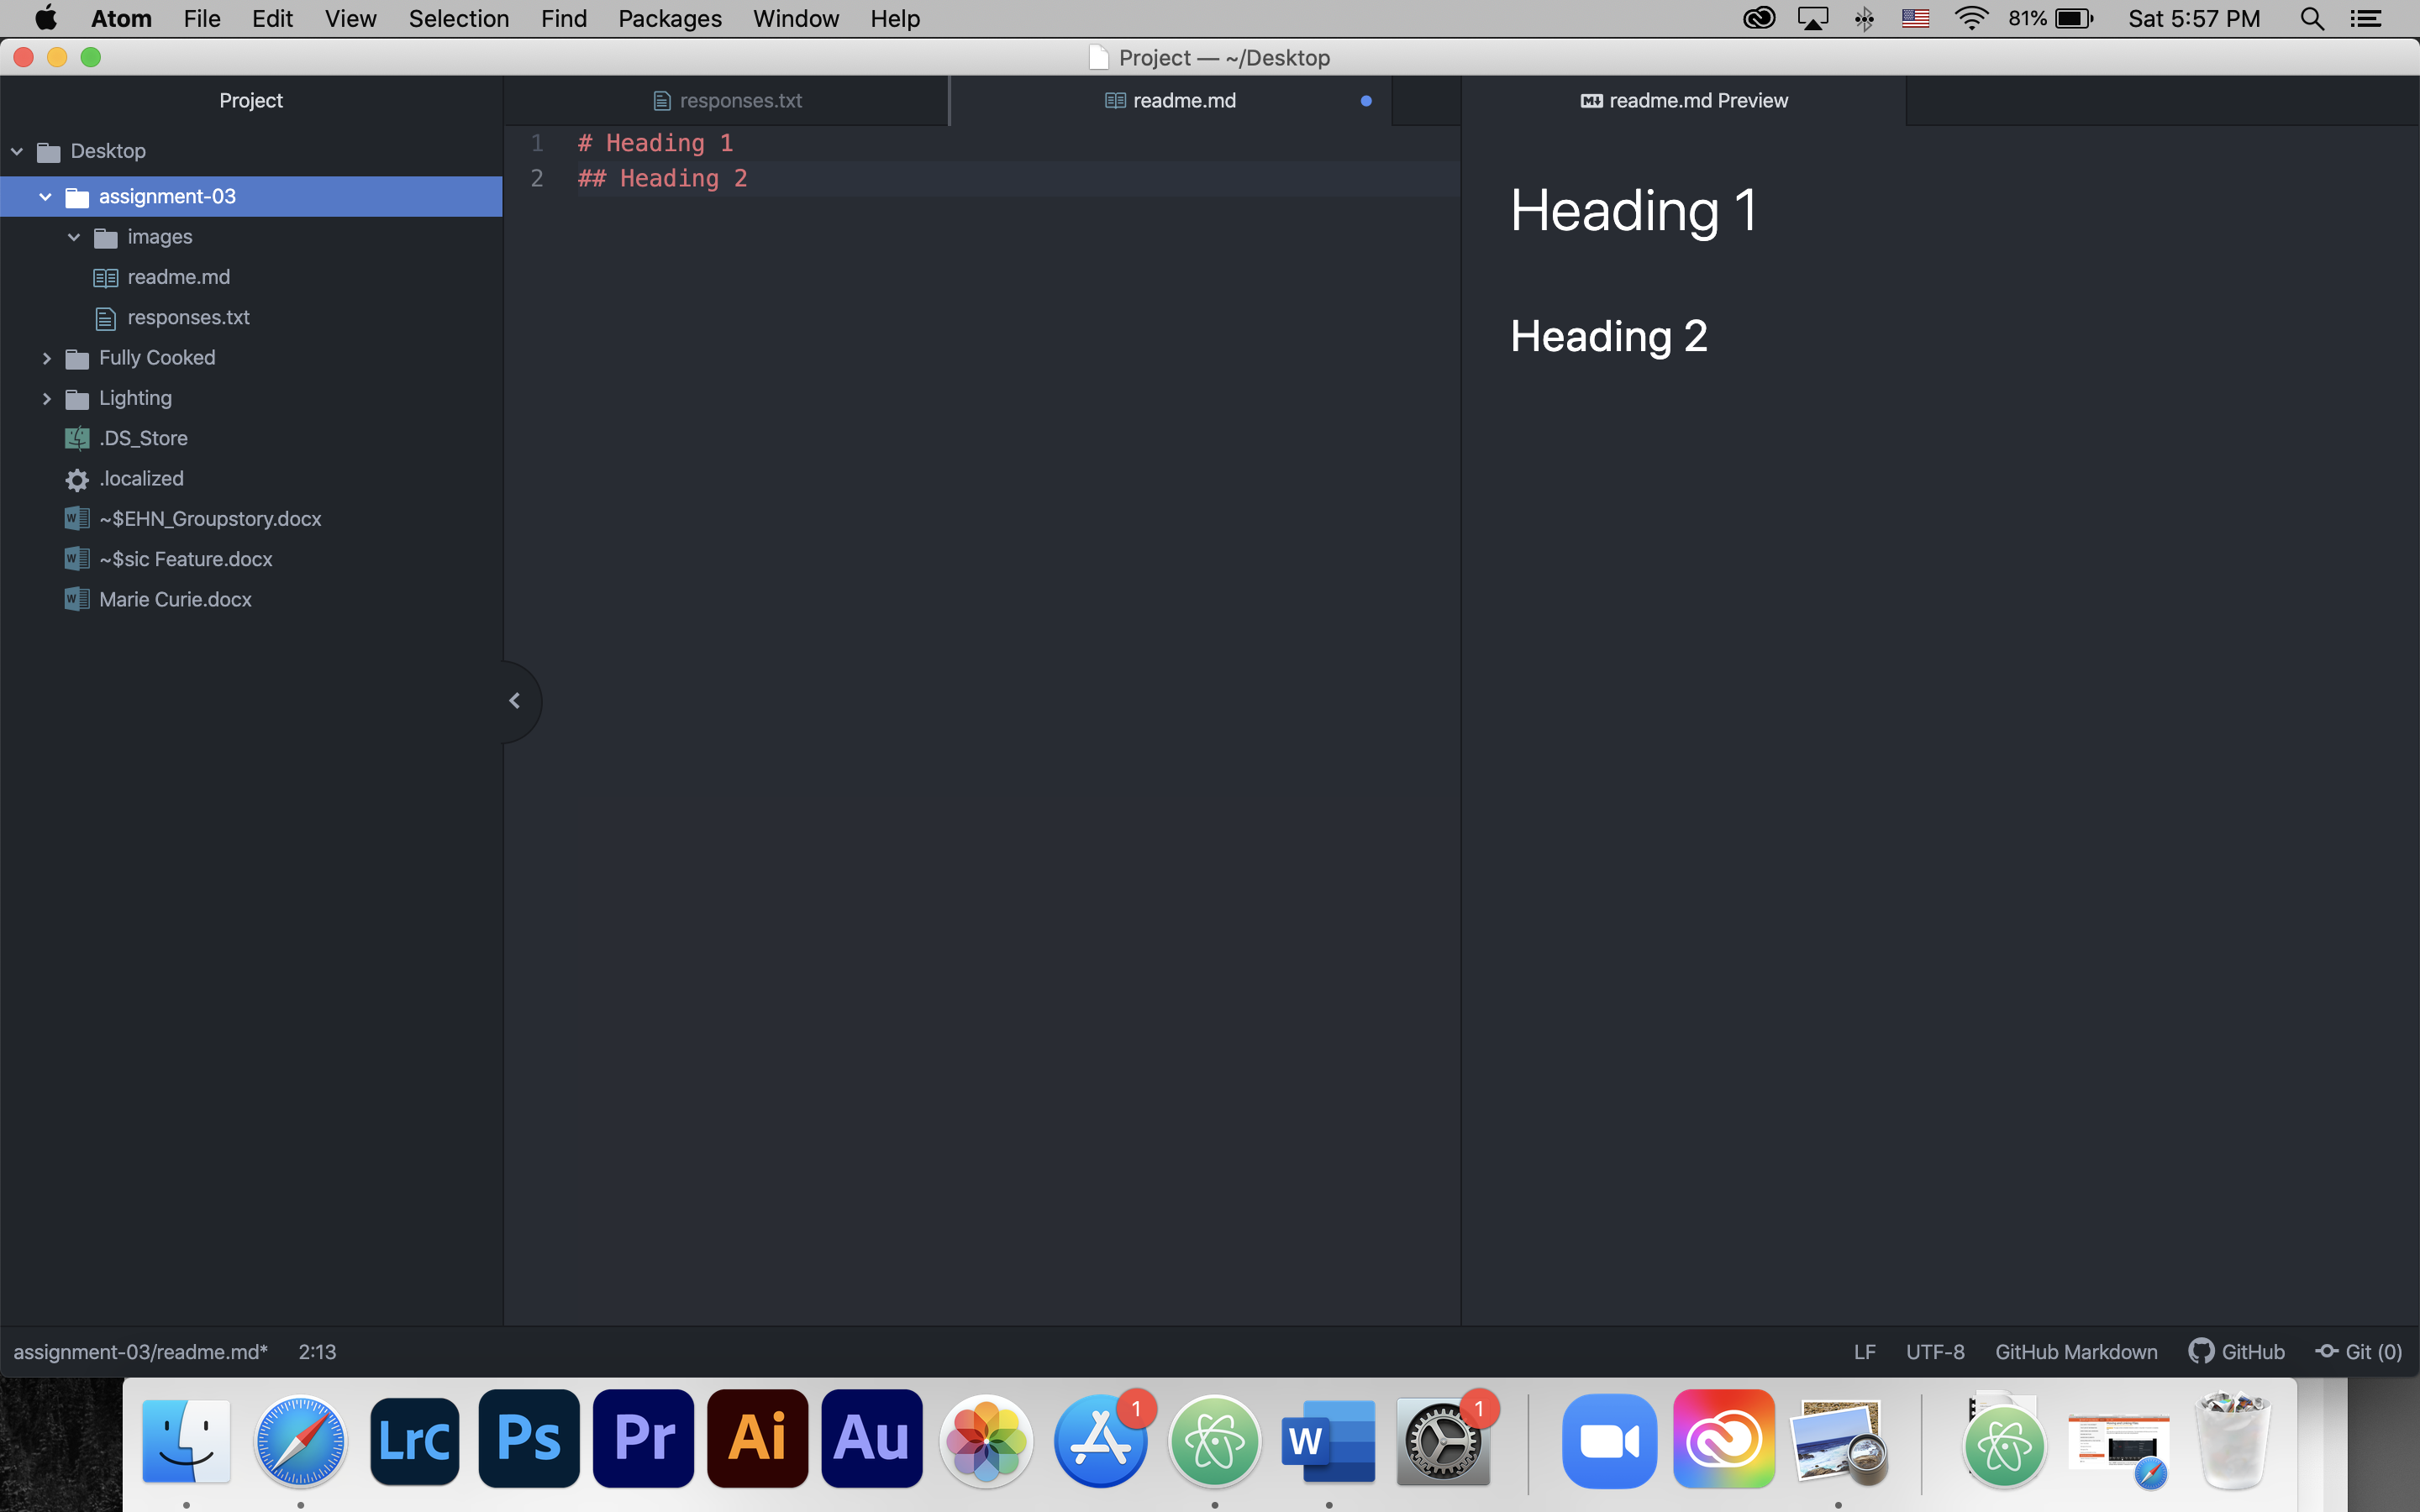 Atom File Edit View Selection Find Packages Window Help 81% Sat 5:57 PM
Project — ~/Desktop
Project
responses.txt
readme.md
readme.md Preview
Desktop
assignment-03
images
readme.md
responses.txt
Fully Cooked
Lighting
.DS_Store
.localized
~$EHN_Groupstory.docx
~$sic Feature.docx
Marie Curie.docx
1 # Heading 1
2 ## Heading 2
Heading 1
Heading 2
assignment-03/readme.md* 2:13
LF UTF-8 GitHub Markdown GitHub Git (0)
LrC Ps Pr Ai Au 1 W 1